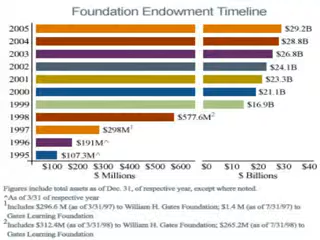 Foundation Endowment Timeline
2005 $29.2B
2004 $28.8B
2003 $26.8B
2002 $24.1B
2001 $23.3B
2000 $21.1B
1999 $16.9B
1998 $577.6M²
1997 $298M¹
1996 $191M^
1995 $107.3M^
0 $100 $200 $300 $400 $500 $600 $0 $10 $20 $30 $40
$ Millions $ Billions
Figures include total assets as of Dec. 31, of respective year, except where noted.
^As of 3/31 of respective year
¹Includes $296.6 M (as of 3/31/97) to William H. Gates Foundation; $1.4 M (as of 7/31/97) to
Gates Learning Foundation
²Includes $312.4M (as of 3/31/98) to William H. Gates Foundation; $265.2M (as of 7/31/98) to
Gates Learning Foundation